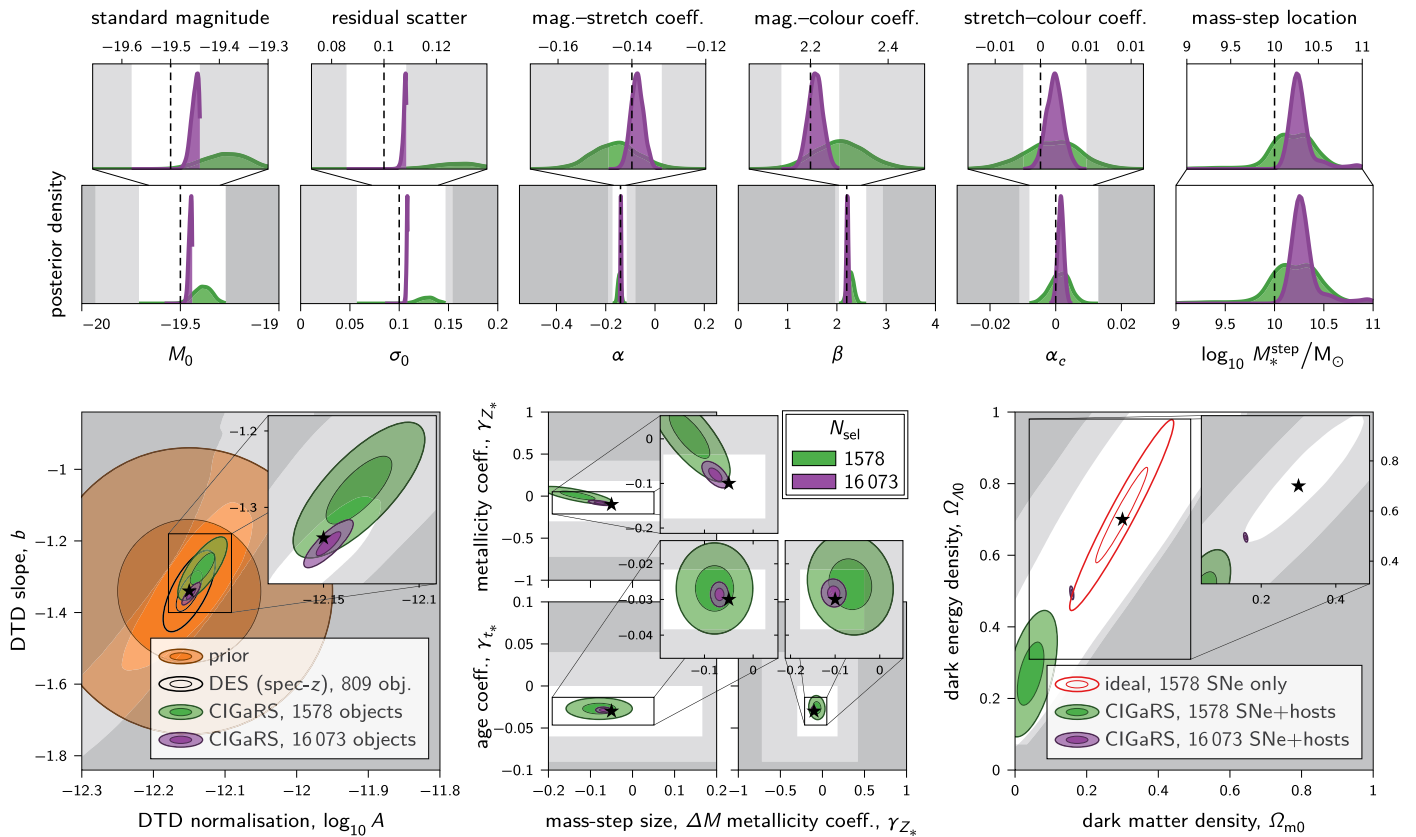 standard magnitude
residual scatter
mag.–stretch coeff.
mag.–colour coeff.
stretch–colour coeff.
mass-step location
−19.6 −19.5 −19.4 −19.3
0.08 0.1 0.12
−0.16 −0.14 −0.12
2.2 2.4
−0.01 0 0.01 0.01
9 10 10.5 11
posterior density
−20 −19.5 −19
0 0.05 0.1 0.15 0.2
−0.4 −0.2 0 0.2
0 1 2 3 4
−0.02 0 0.02
9 10 10.5 11
M₀
σ₀
α
β
α_c
log₁₀ M_*^step/M_☉
DTD slope, b
−1
−1.2
−1.4
−1.6
−1.8
−1.2
−1.3
−12.15 −12.1
prior
DES (spec-z), 809 obj.
CIGaRS, 1578 objects
CIGaRS, 16 073 objects
−12.3 −12.2 −12.1 −12 −11.9 −11.8
DTD normalisation, log₁₀ A
metallicity coeff., γ_Z*
1
0.5
0
−0.5
−1
0
−0.1
−0.2
N_sel
1578
16 073
age coeff., γ_t*
0.1
0.05
0
−0.05
−0.1
−0.02
−0.03
−0.04
−0.1 0
−0.2 −0.1 0
−0.2 −0.1 0 0.1 0.2
−1 −0.5 0 0.5 1
mass-step size, ΔM
metallicity coeff., γ_Z*
dark energy density, Ω_Λ0
1
0.8
0.6
0.4
0.2
0
0.8
0.6
0.4
0.2 0.4
ideal, 1578 SNe only
CIGaRS, 1578 SNe+hosts
CIGaRS, 16 073 SNe+hosts
0 0.2 0.4 0.6 0.8 1
dark matter density, Ω_m0